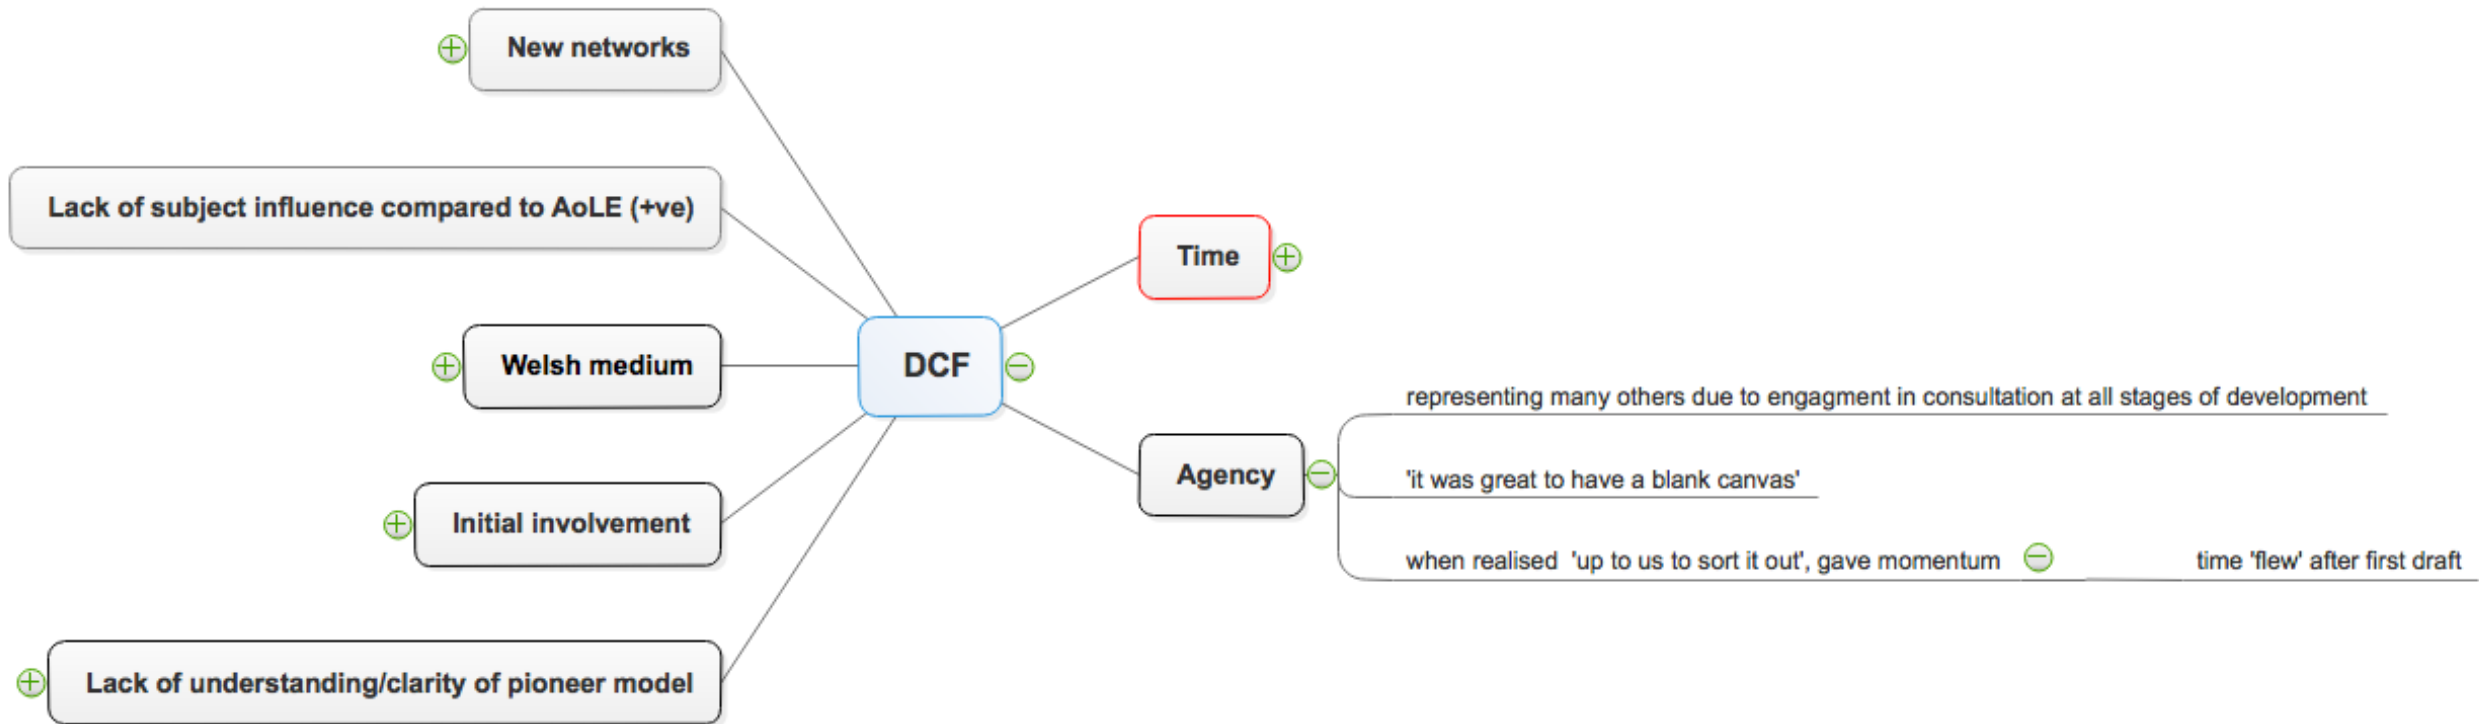 New networks
Lack of subject influence compared to AoLE (+ve)
Welsh medium
Initial involvement
Lack of understanding/clarity of pioneer model
DCF
Time
Agency
representing many others due to engagment in consultation at all stages of development
'it was great to have a blank canvas'
when realised  'up to us to sort it out', gave momentum
time 'flew' after first draft